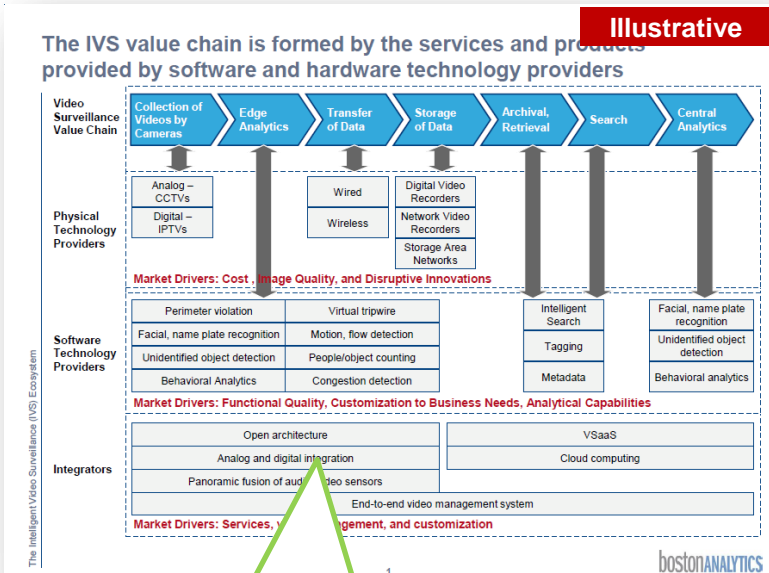 Illustrative
The IVS value chain is formed by the services and products
provided by software and hardware technology providers
Video
Surveillance
Value Chain
Collection of
Videos by
Cameras
Edge
Analytics
Transfer
of Data
Storage
of Data
Archival,
Retrieval
Search
Central
Analytics
Physical
Technology
Providers
Analog –
CCTVs
Digital –
IPTVs
Wired
Wireless
Digital Video
Recorders
Network Video
Recorders
Storage Area
Networks
Market Drivers: Cost , Image Quality, and Disruptive Innovations
Software
Technology
Providers
Perimeter violation
Virtual tripwire
Facial, name plate recognition
Motion, flow detection
Unidentified object detection
People/object counting
Behavioral Analytics
Congestion detection
Intelligent
Search
Tagging
Metadata
Facial, name plate
recognition
Unidentified object
detection
Behavioral analytics
Market Drivers: Functional Quality, Customization to Business Needs, Analytical Capabilities
Integrators
Open architecture
VSaaS
Analog and digital integration
Cloud computing
Panoramic fusion of video sensors
End-to-end video management system
Market Drivers: Services, and customization
The Intelligent Video Surveillance (IVS) Ecosystem
1
bostonANALYTICS